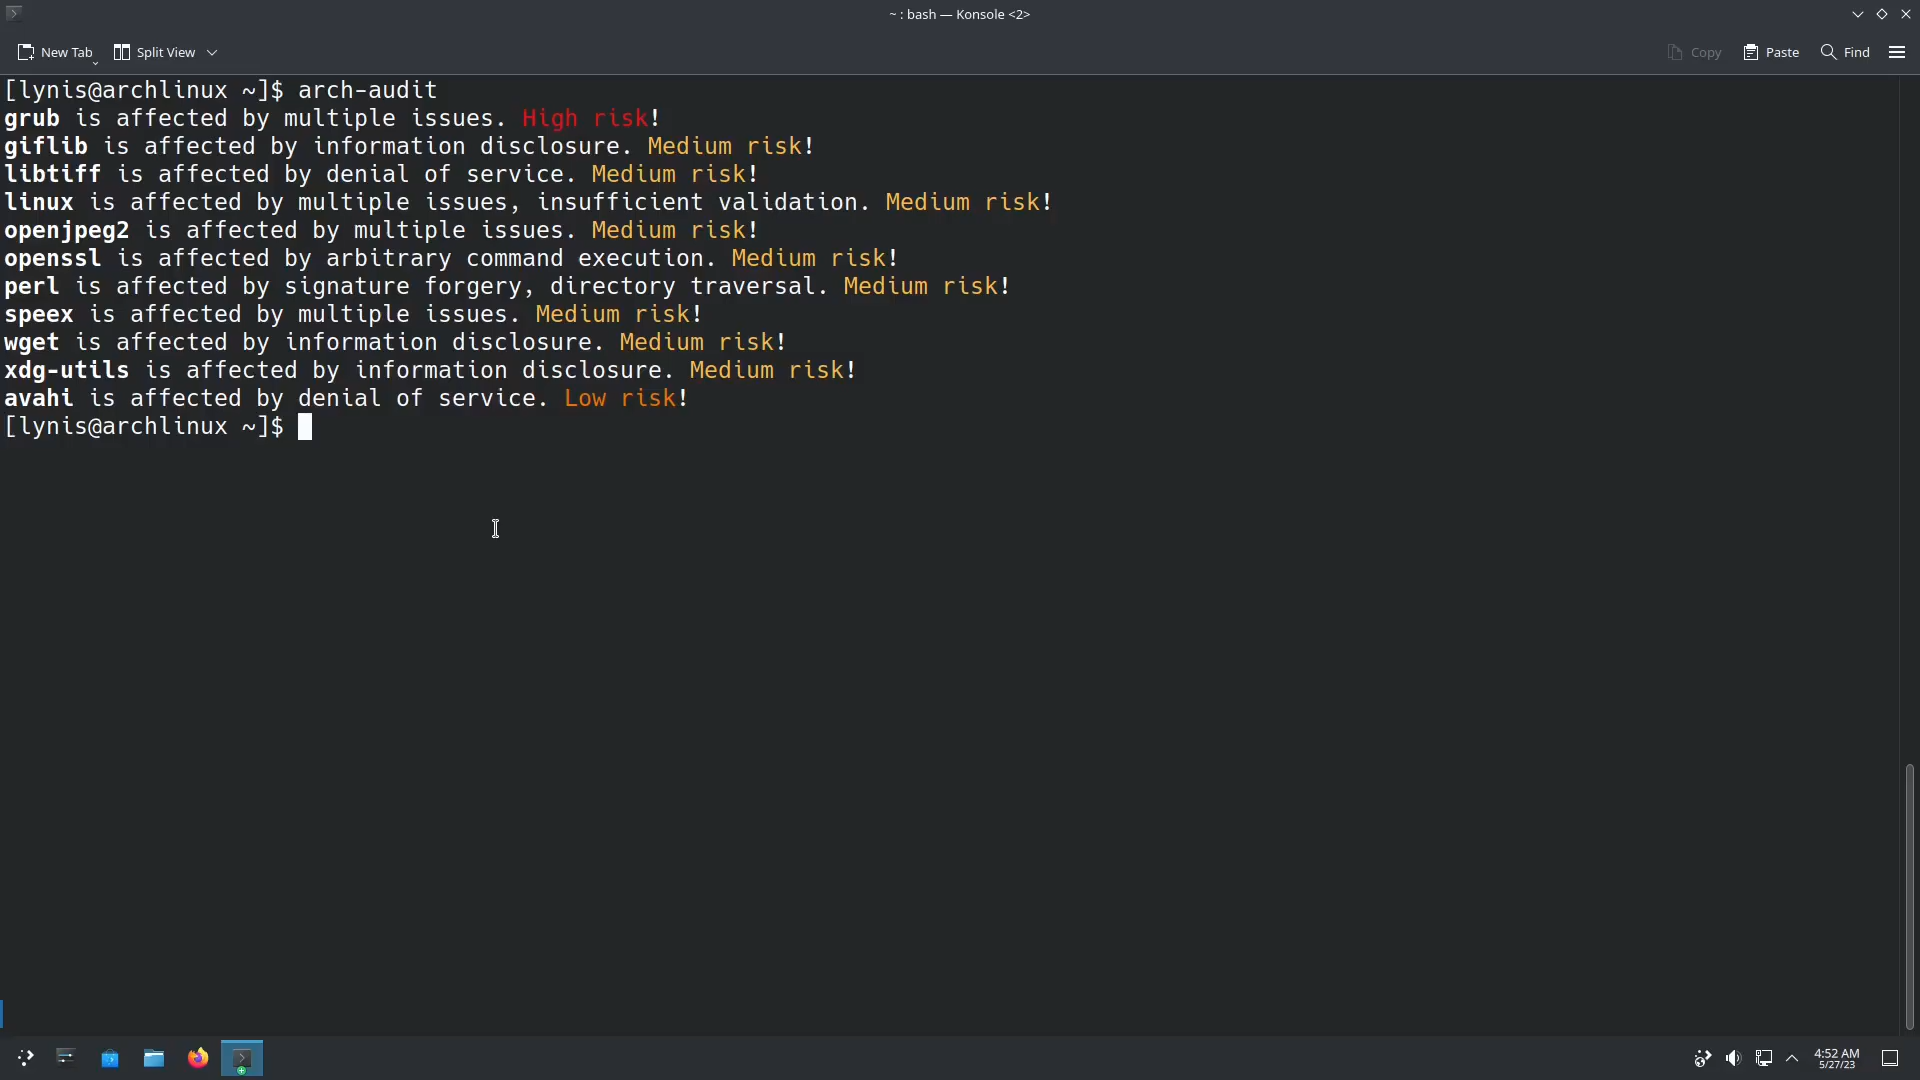 ~ : bash — Konsole <2>
New Tab Split View Copy Paste Find
[lynis@archlinux ~]$ arch-audit
grub is affected by multiple issues. High risk!
giflib is affected by information disclosure. Medium risk!
libtiff is affected by denial of service. Medium risk!
linux is affected by multiple issues, insufficient validation. Medium risk!
openjpeg2 is affected by multiple issues. Medium risk!
openssl is affected by arbitrary command execution. Medium risk!
perl is affected by signature forgery, directory traversal. Medium risk!
speex is affected by multiple issues. Medium risk!
wget is affected by information disclosure. Medium risk!
xdg-utils is affected by information disclosure. Medium risk!
avahi is affected by denial of service. Low risk!
[lynis@archlinux ~]$
4:52 AM
5/27/23